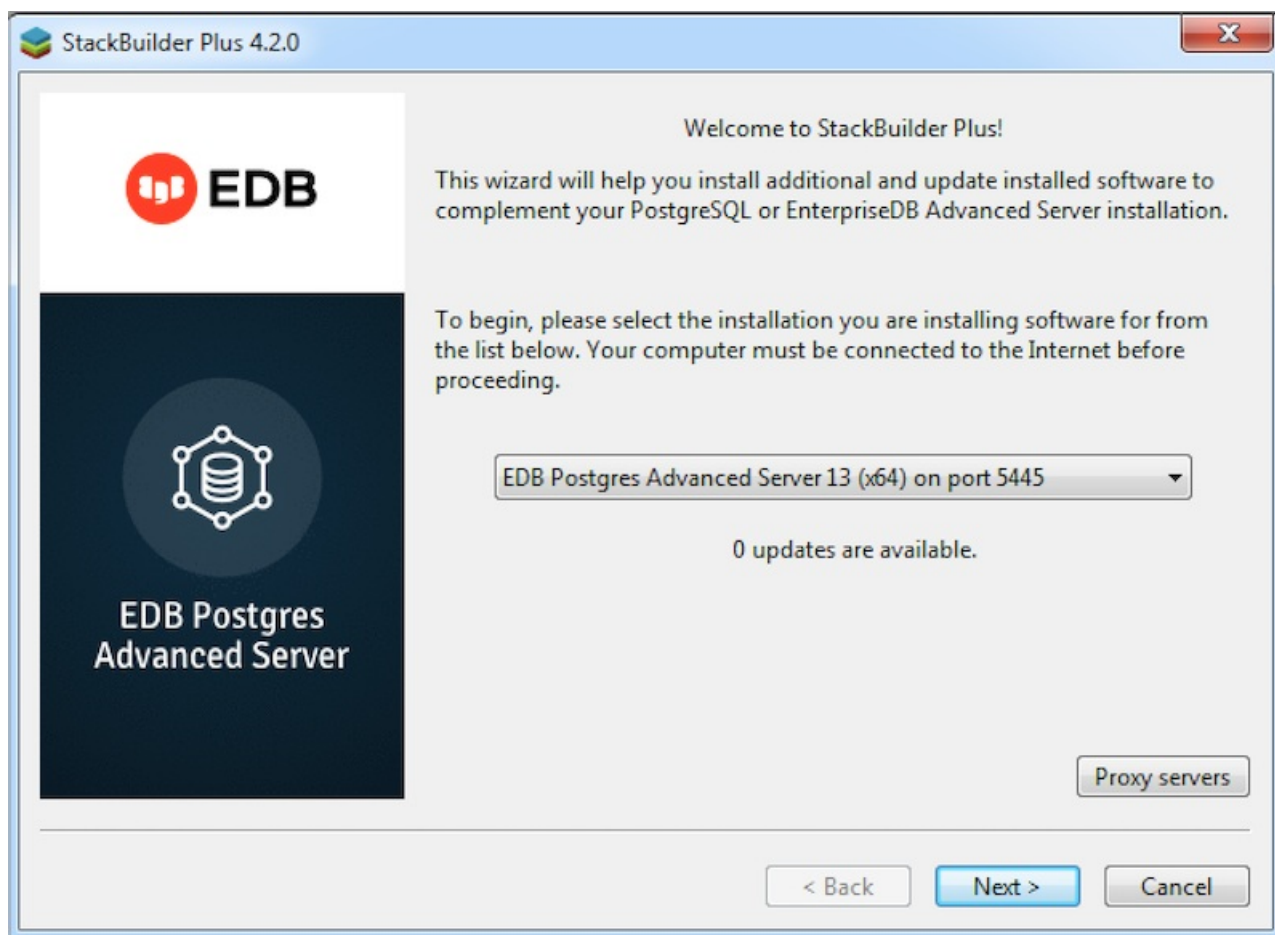 StackBuilder Plus 4.2.0
EDB
EDB Postgres
Advanced Server
Welcome to StackBuilder Plus!
This wizard will help you install additional and update installed software to
complement your PostgreSQL or EnterpriseDB Advanced Server installation.
To begin, please select the installation you are installing software for from
the list below. Your computer must be connected to the Internet before
proceeding.
EDB Postgres Advanced Server 13 (x64) on port 5445
0 updates are available.
Proxy servers
< Back Next > Cancel